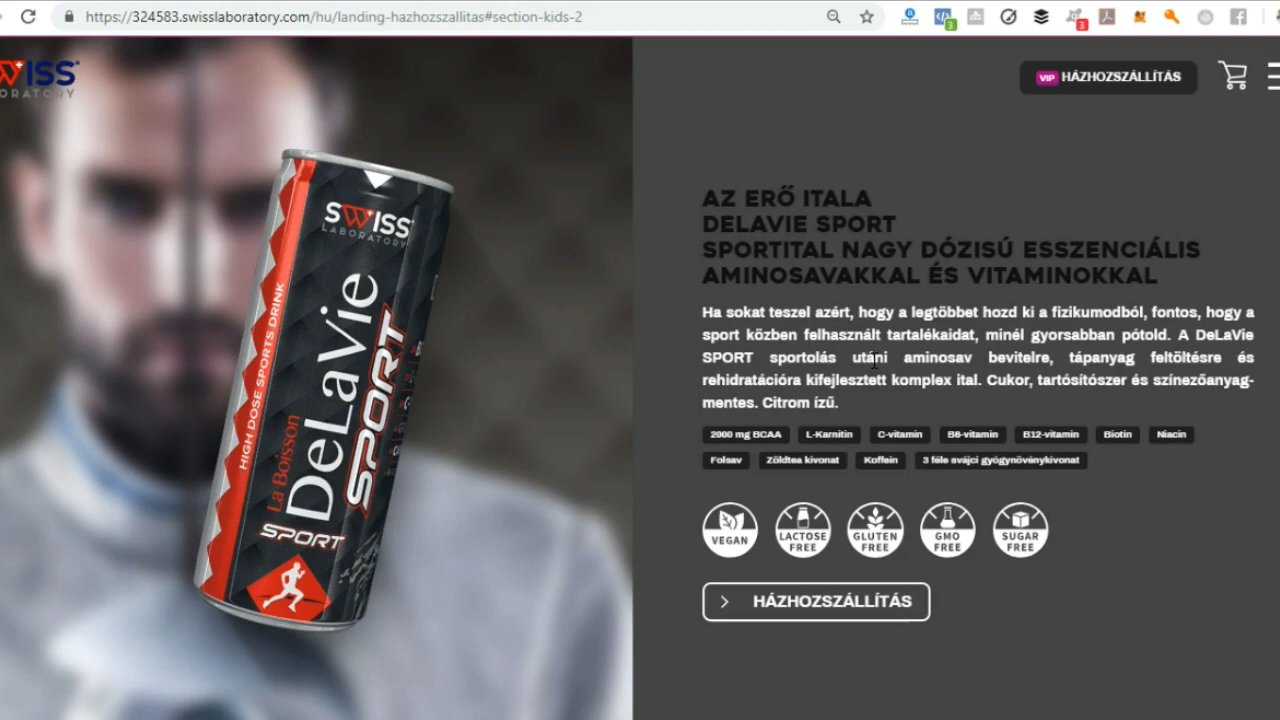 https://324583.swisslaboratory.com/hu/landing-hazhozszallitas#section-kids-2
3
3
WISS
ORATORY
VIP HÁZHOZSZÁLLÍTÁS
SWISS
LABORATORY
HIGH DOSE SPORTS DRINK
La Boisson
DeLaVie
SPORT
SPORT
AZ ERŐ ITALA
DELAVIE SPORT
SPORTITAL NAGY DÓZISÚ ESSZENCIÁLIS
AMINOSAVAKKAL ÉS VITAMINOKKAL
Ha sokat teszel azért, hogy a legtöbbet hozd ki a fizikumodból, fontos, hogy a
sport közben felhasznált tartalékaidat, minél gyorsabban pótold. A DeLaVie
SPORT sportolás utáni aminosav bevitelre, tápanyag feltöltésre és
rehidratációra kifejlesztett komplex ital. Cukor, tartósítószer és színezőanyag-
mentes. Citrom ízű.
2000 mg BCAA L-Karnitin C-vitamin B6-vitamin B12-vitamin Biotin Niacin
Folsav Zöldtea kivonat Koffein 3 féle svájci gyógynövénykivonat
VEGAN
LACTOSE FREE
GLUTEN FREE
GMO FREE
SUGAR FREE
HÁZHOZSZÁLLÍTÁS